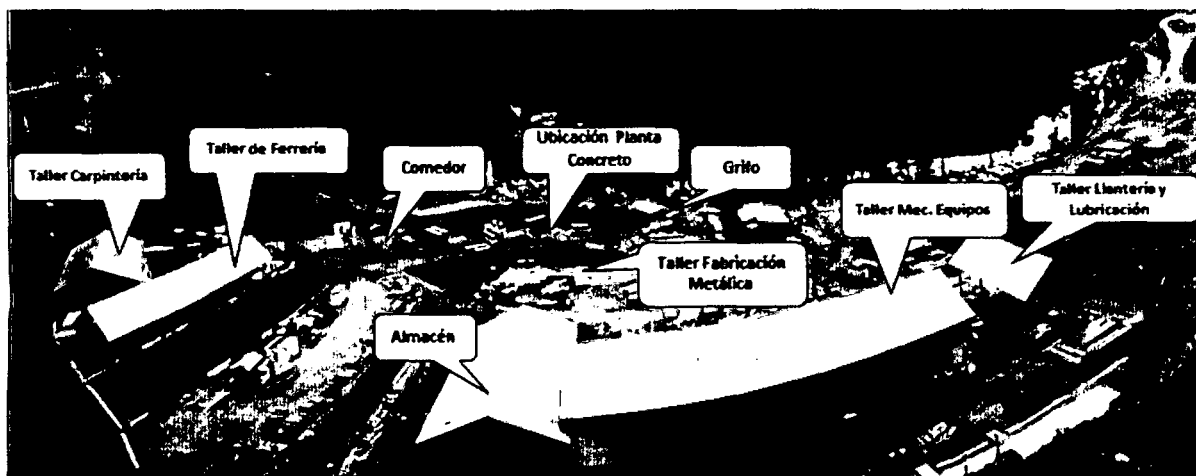 Taller Carpintería
Taller de Ferrería
Comedor
Ubicación Planta
Concreto
Grifo
Taller Mec. Equipos
Taller Llantería y
Lubricación
Taller Fabricación
Metálica
Almacén